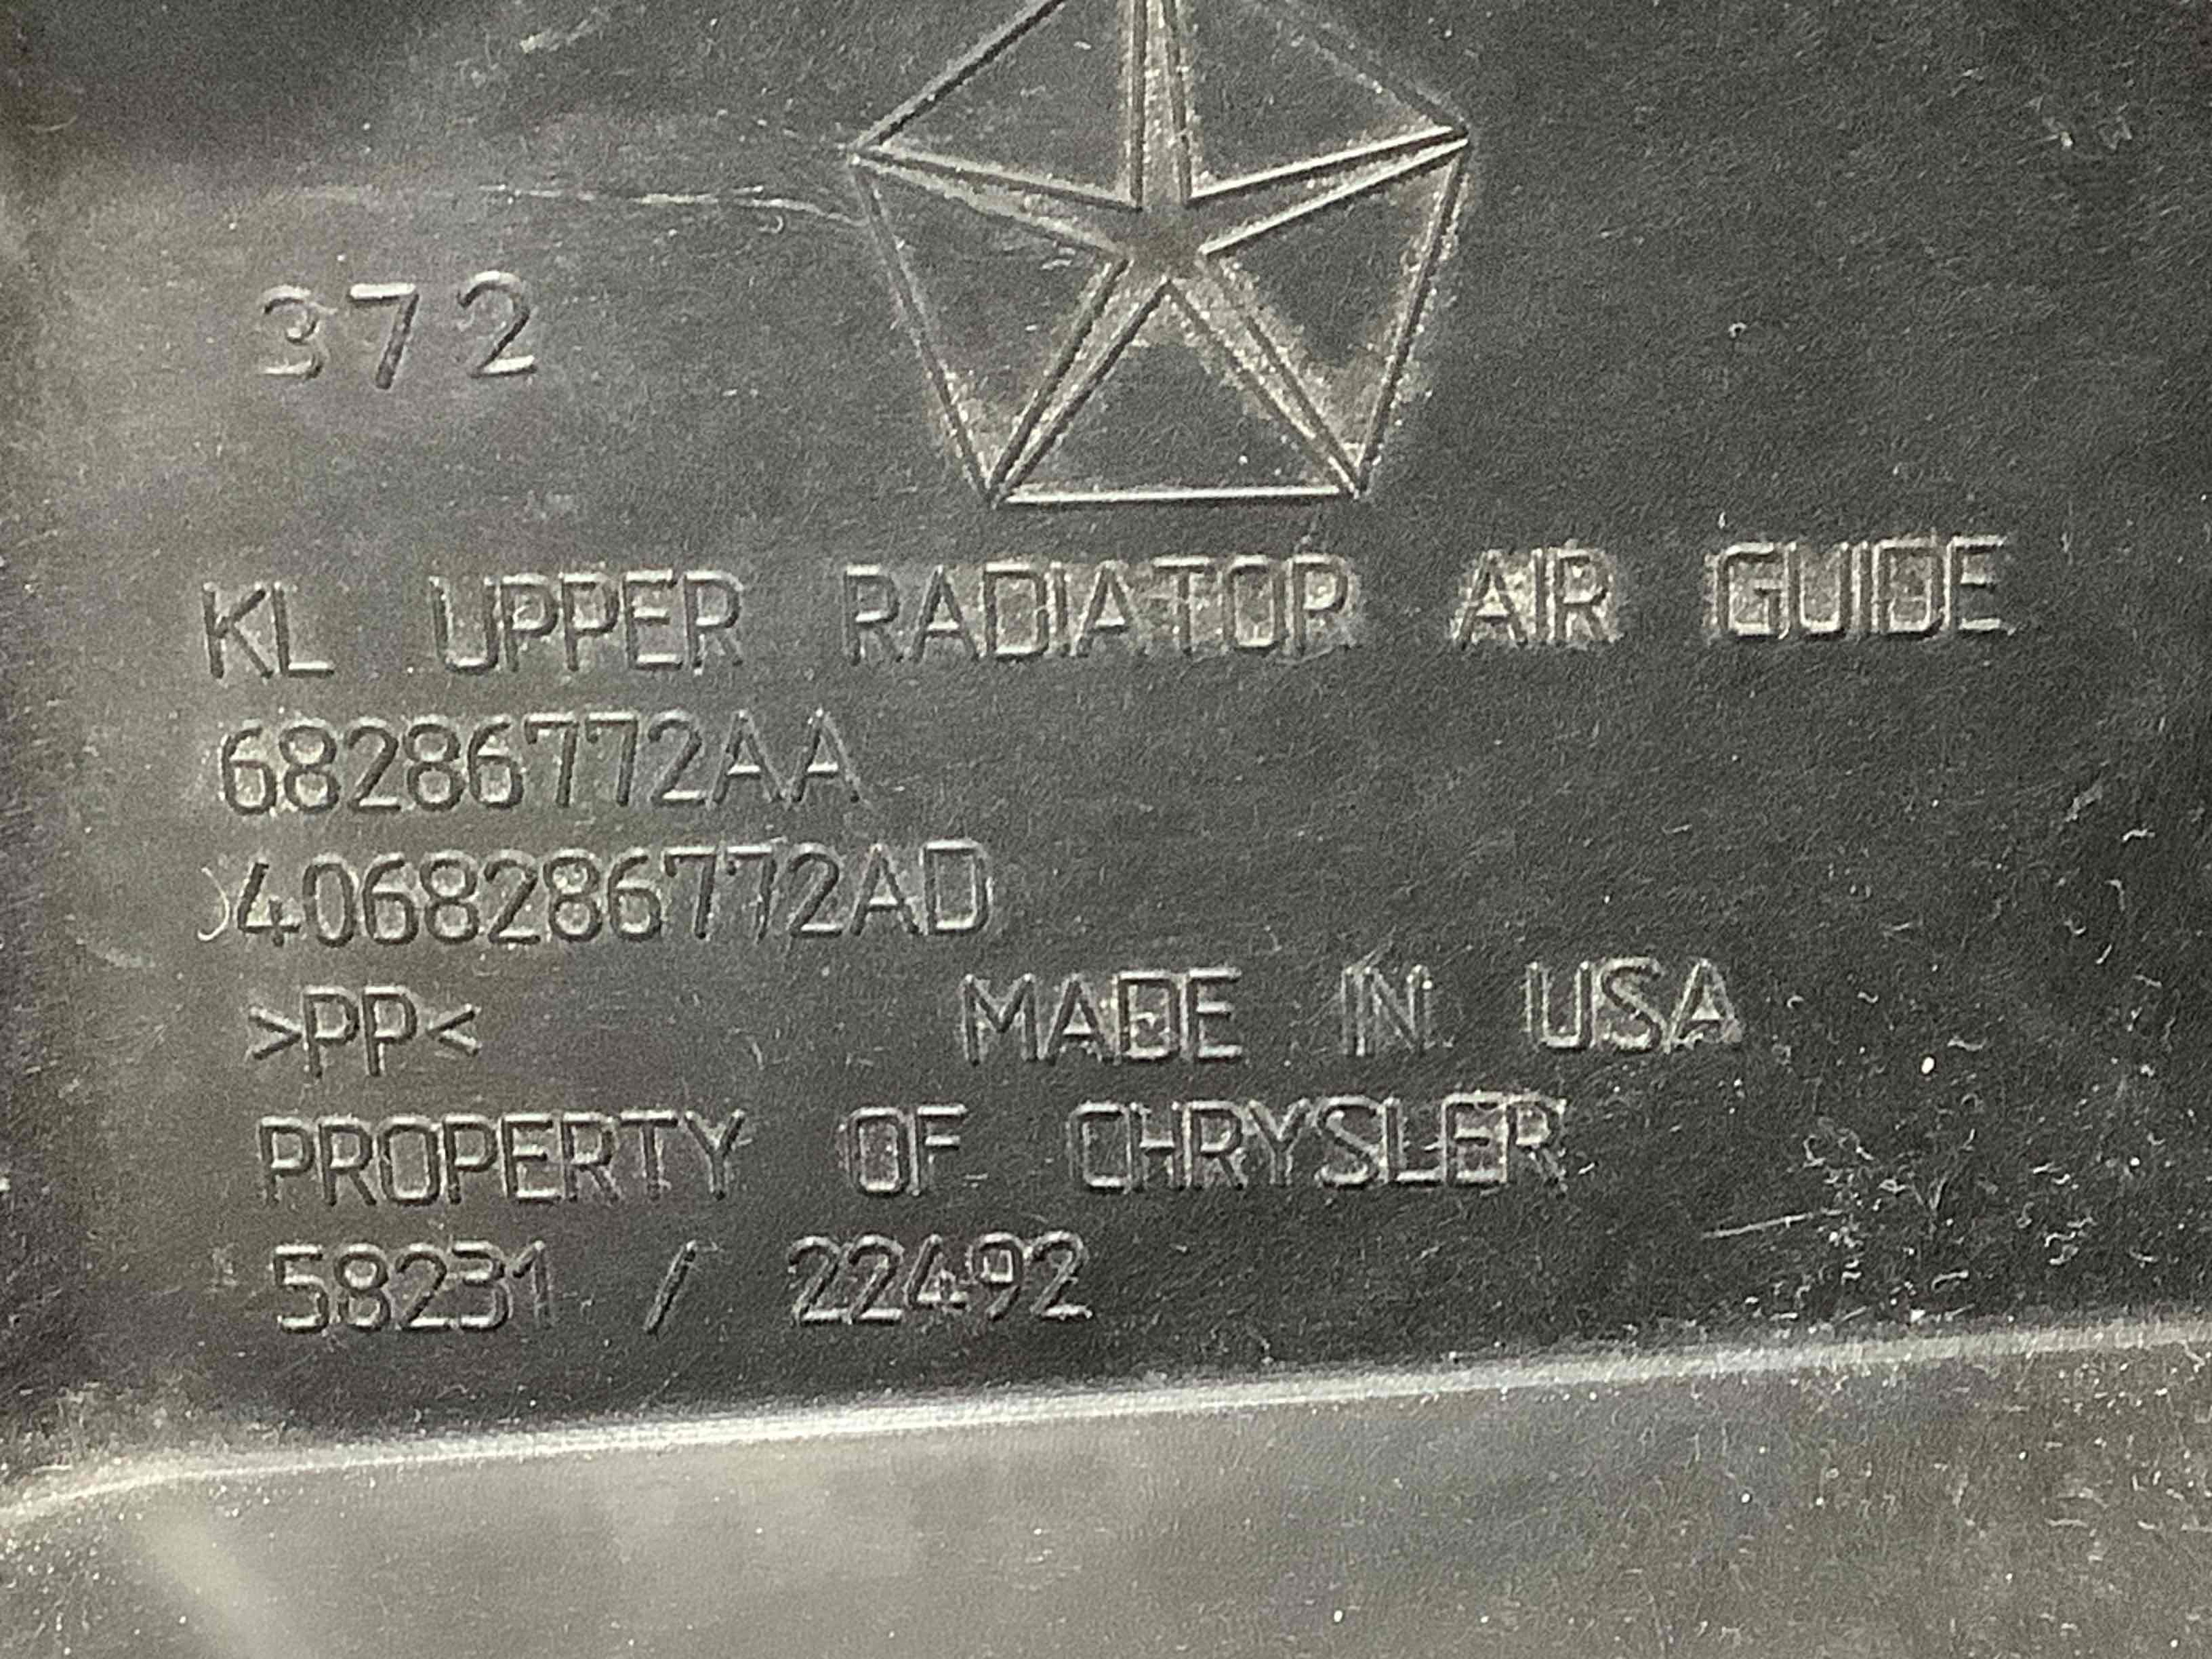 372
KL UPPER RADIATOR AIR GUIDE
68286772AA
)4068286772AD
>PP<
MADE IN USA
PROPERTY OF CHRYSLER
58231 / 22492